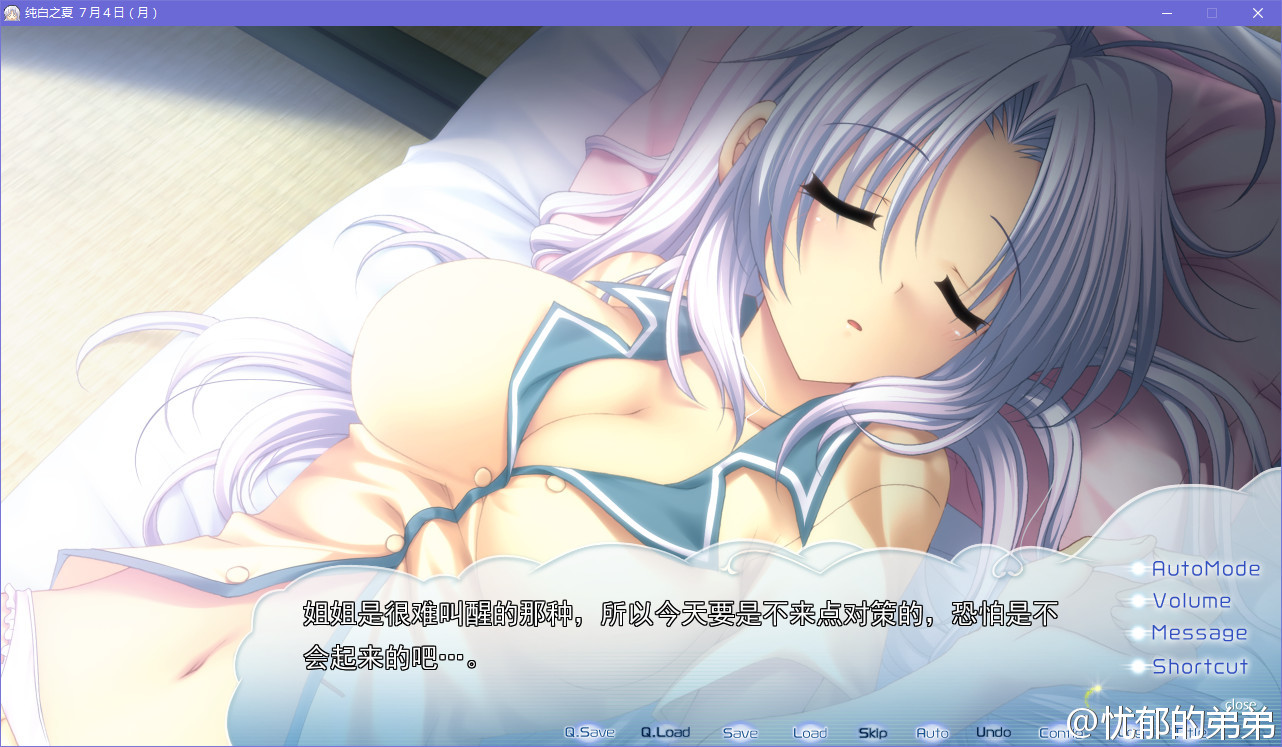 纯白之夏 7月4日(月)
AutoMode
Volume
Message
Shortcut
姐姐是很难叫醒的那种，所以今天要是不来点对策的，恐怕是不
会起来的吧…。
close
Q.Save Q.Load Save Load Skip Auto Undo
@忧郁的弟弟